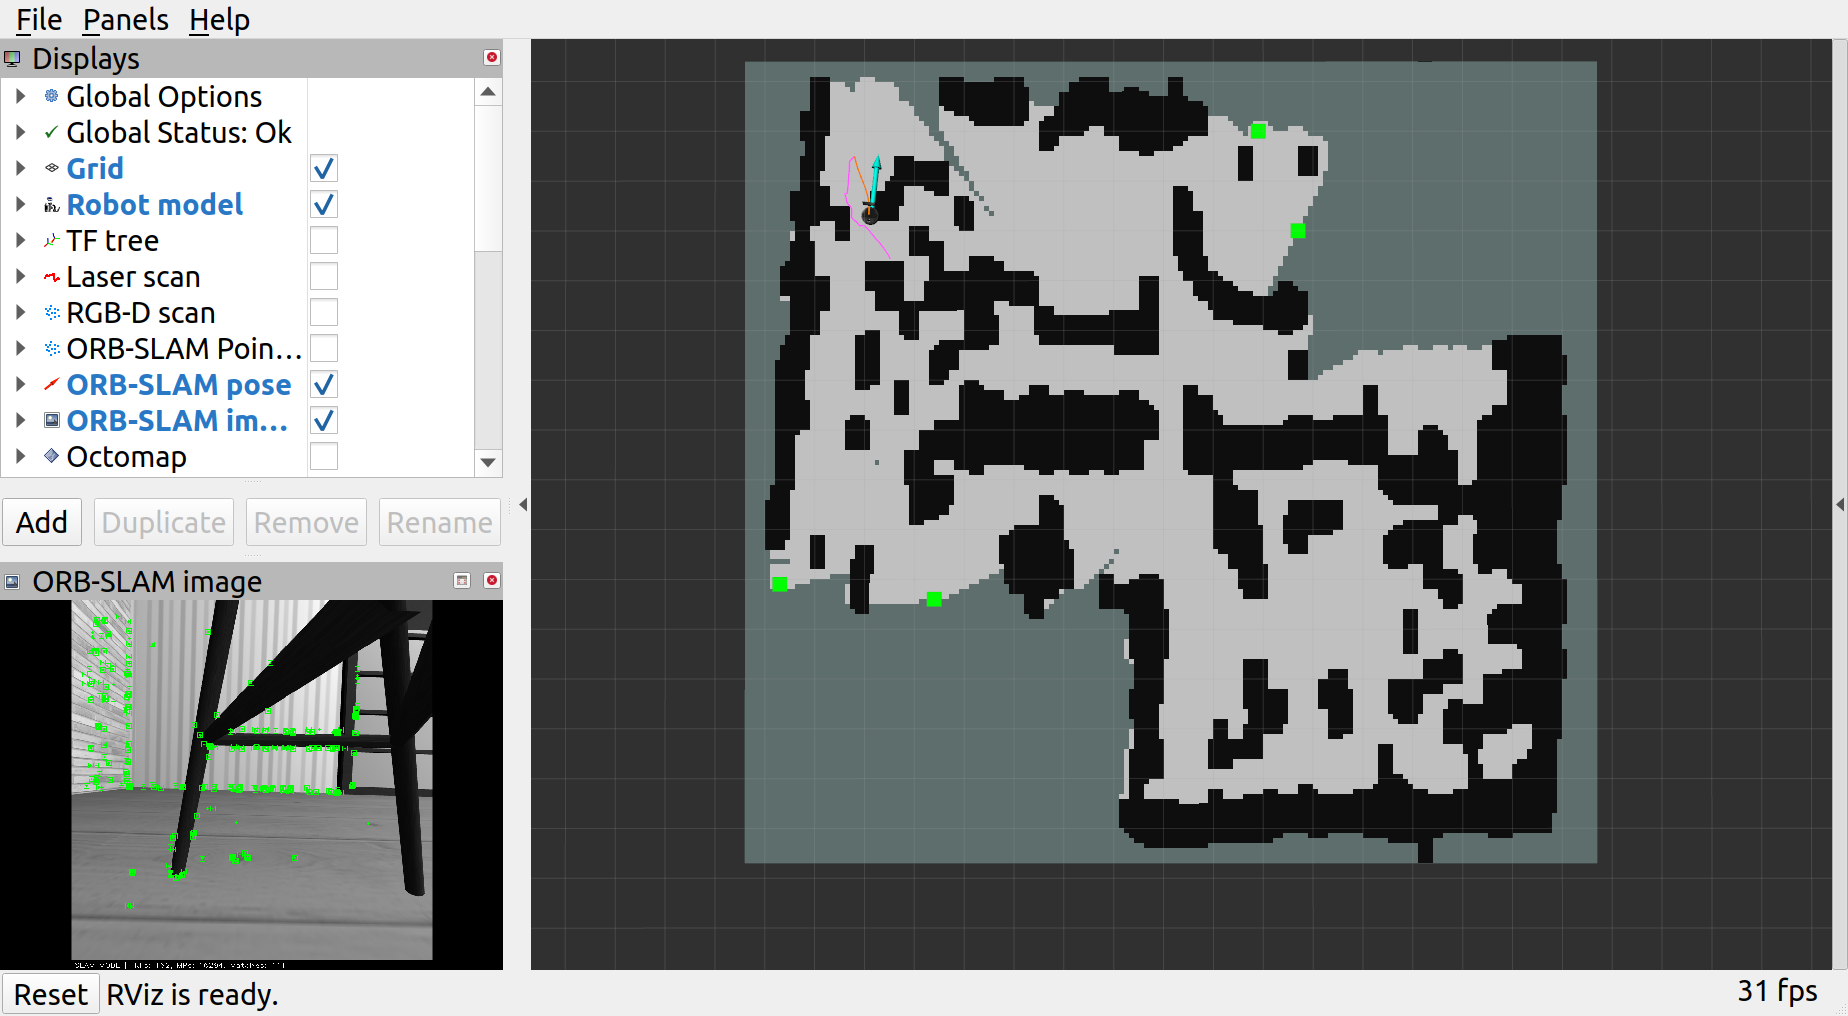 File Panels Help
Displays
Global Options
Global Status: Ok
Grid
Robot model
TF tree
Laser scan
RGB-D scan
ORB-SLAM Poin...
ORB-SLAM pose
ORB-SLAM im...
Octomap
Add Duplicate Remove Rename
ORB-SLAM image
SLAM MODE |
Reset RViz is ready.
31 fps